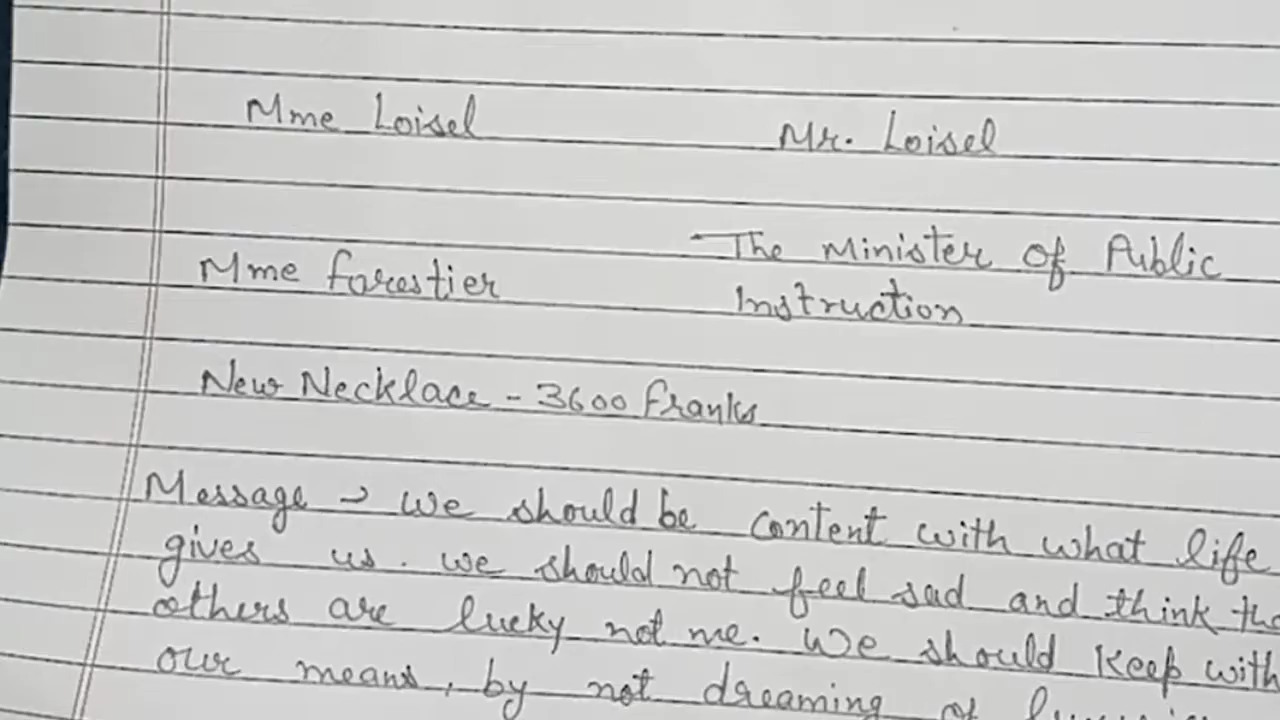 Mme Loisel Mr. Loisel
The Minister of Public
Mme Forestier
Instruction
New Necklace - 3600 Franks
Message → We should be content with what life
gives us. We should not feel sad and think
others are lucky not me. We should keep with
our means, by not dreaming of